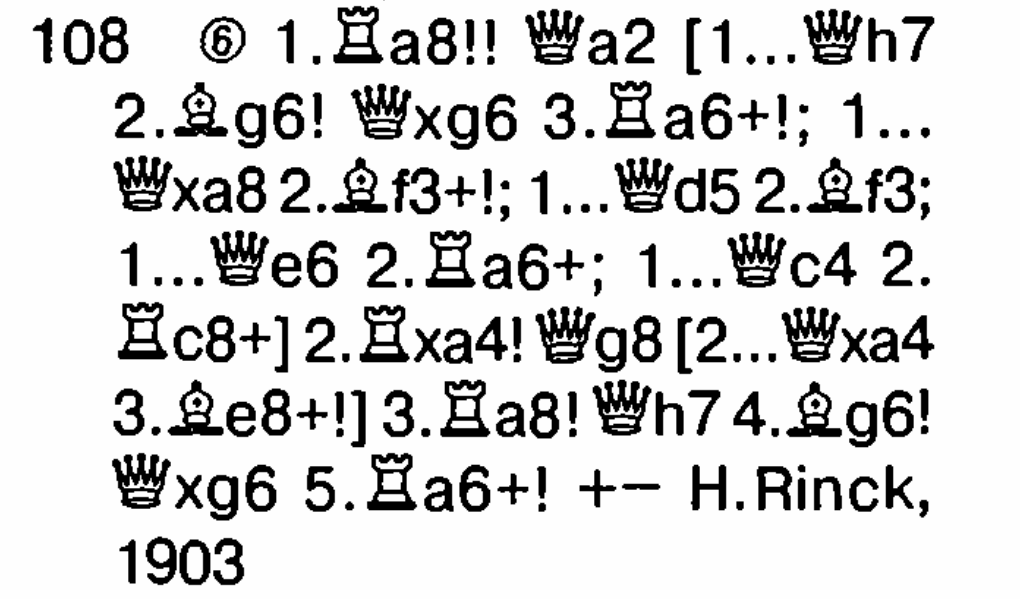 108 ⑥ 1.♖a8!! ♕a2 [1...♕h7
2.♗g6! ♕xg6 3.♖a6+!; 1...
♕xa8 2.♗f3+!; 1...♕d5 2.♗f3;
1...♕e6 2.♖a6+; 1...♕c4 2.
♖c8+] 2.♖xa4! ♕g8 [2...♕xa4
3.♗e8+!] 3.♖a8! ♕h7 4.♗g6!
♕xg6 5.♖a6+! +− H.Rinck,
1903